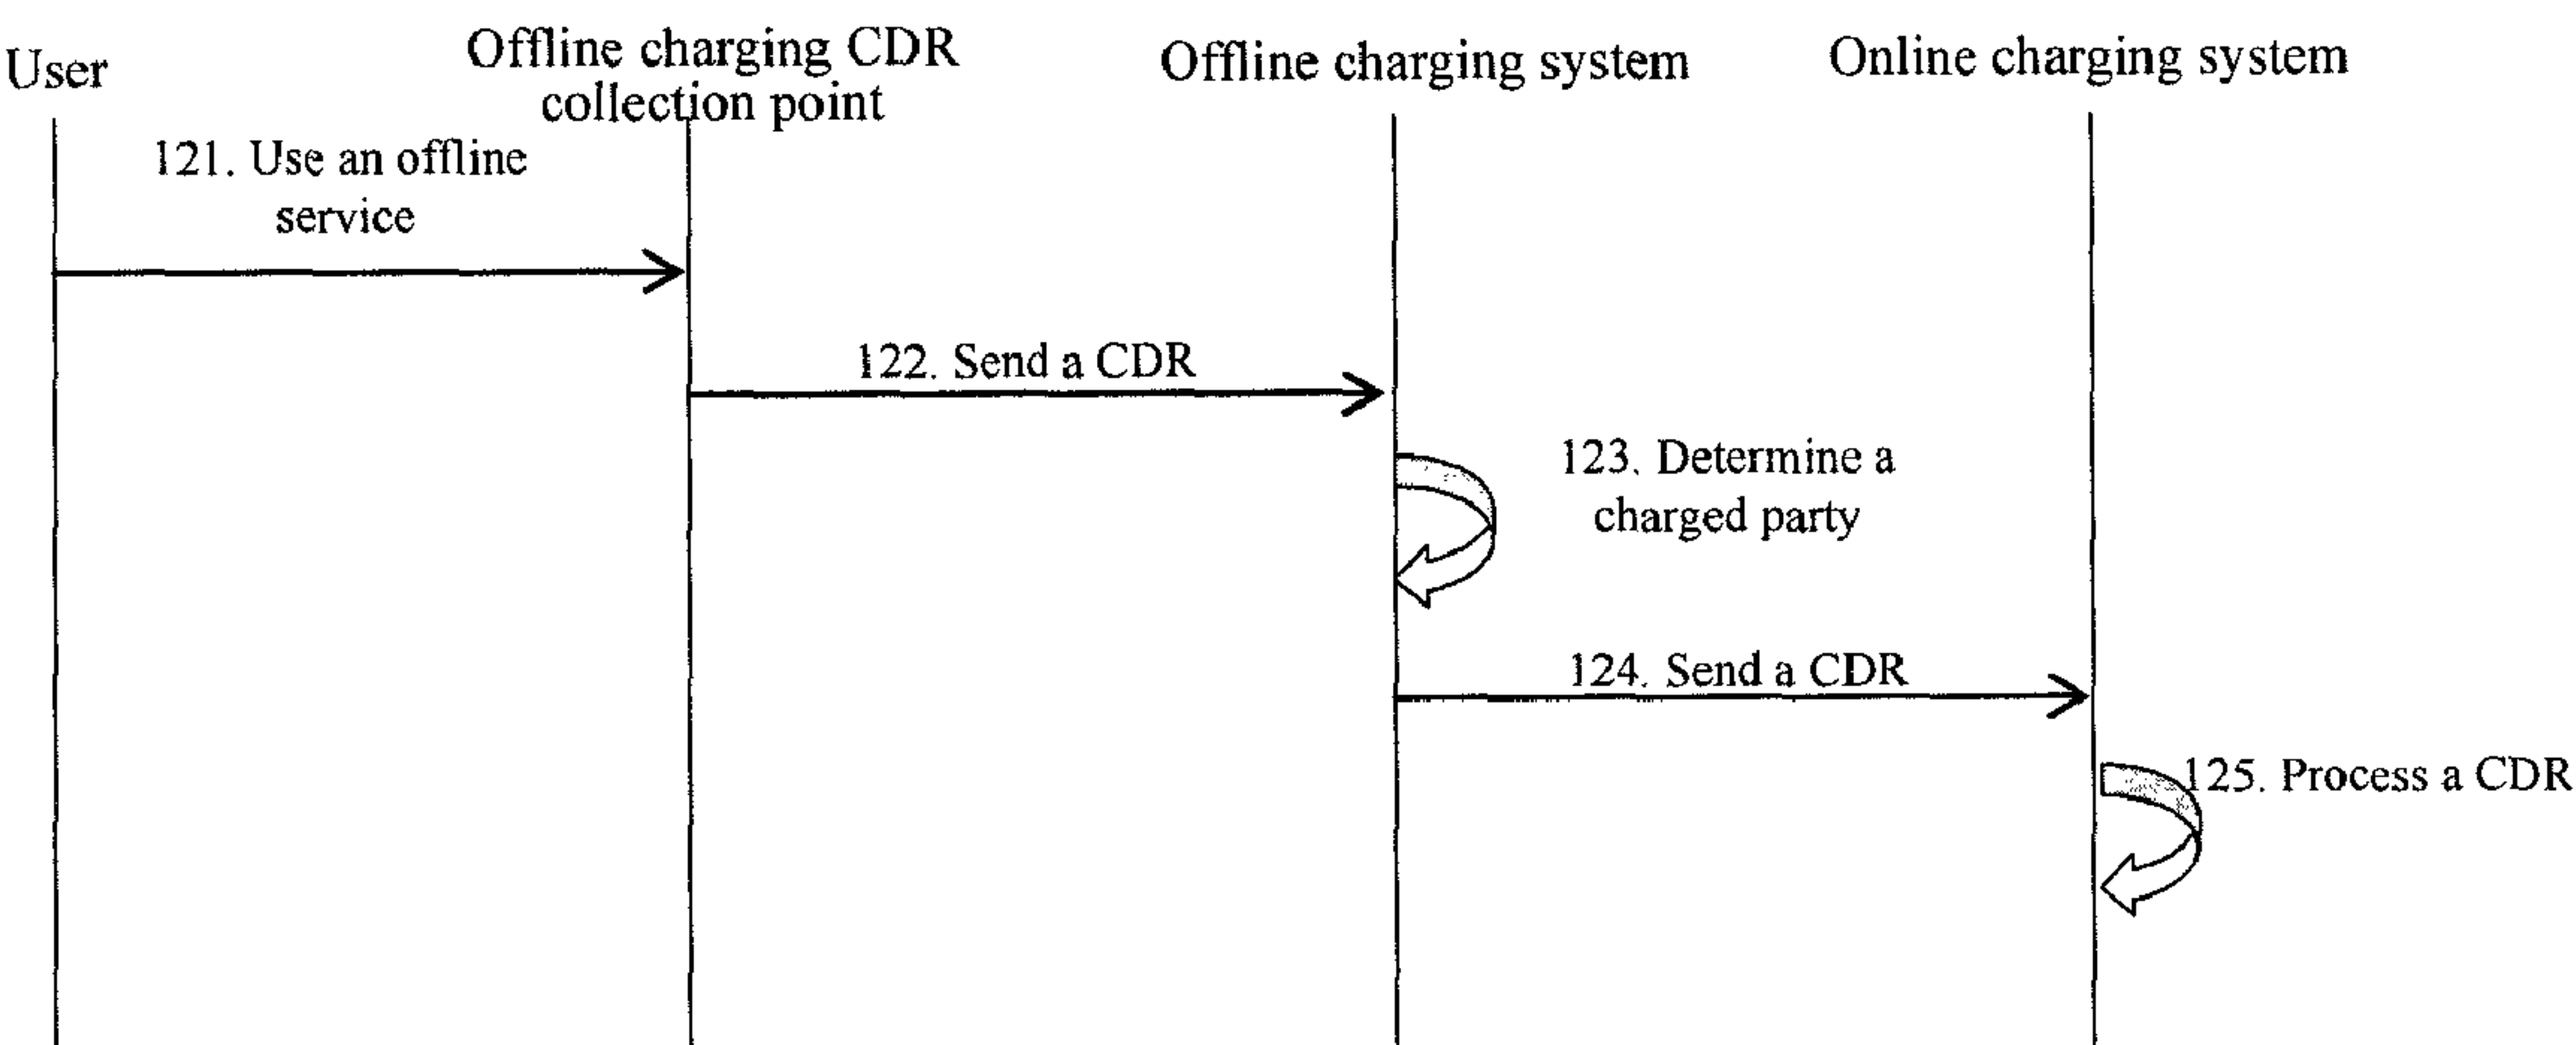 User
Offline charging CDR
collection point
Offline charging system
Online charging system
121. Use an offline
service
122. Send a CDR
123. Determine a
charged party
124. Send a CDR
125. Process a CDR